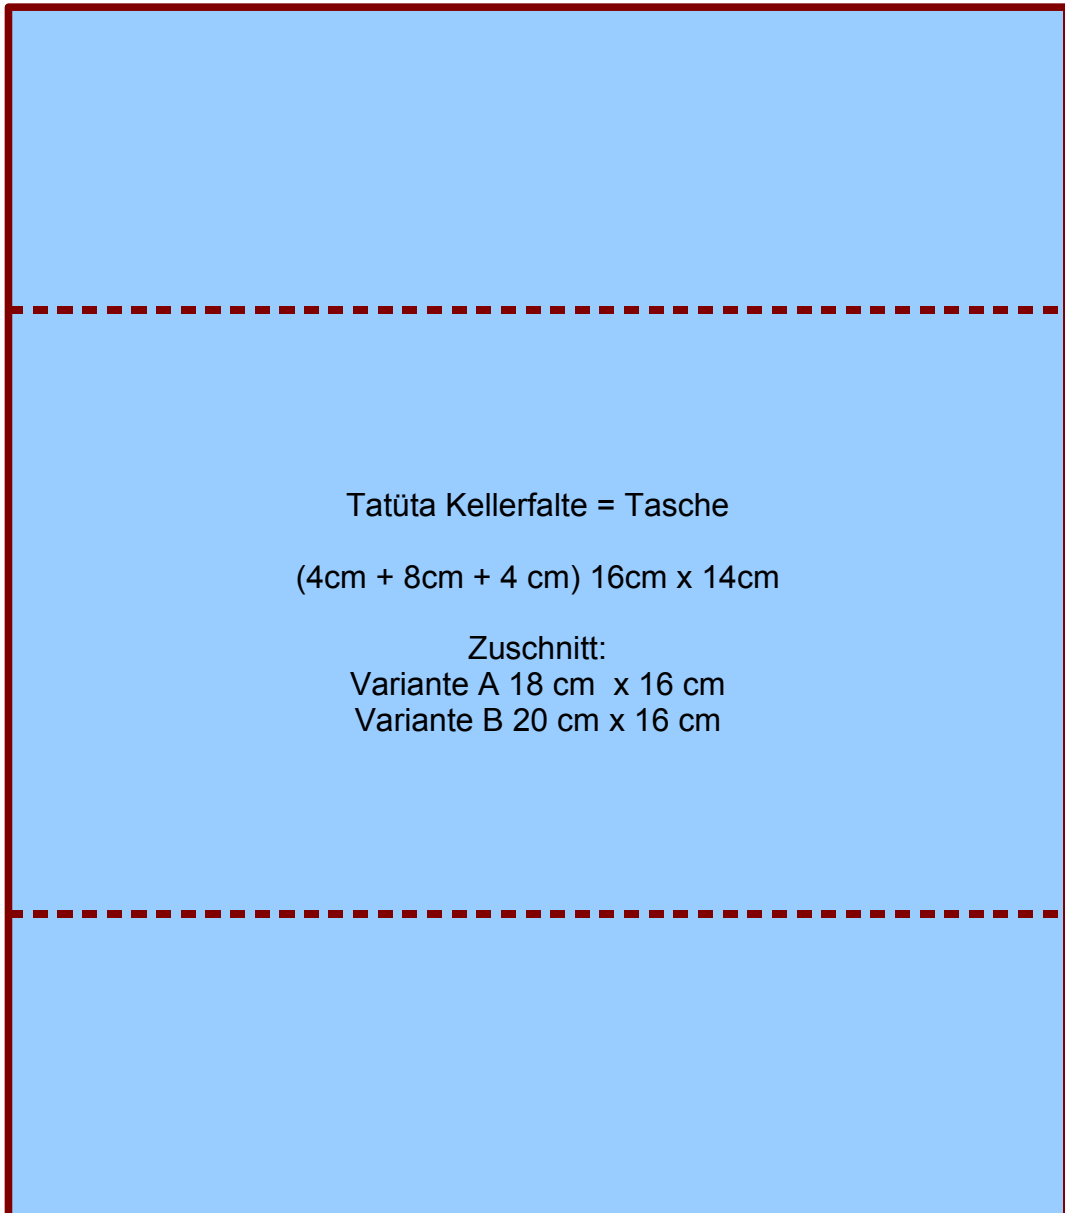 Tatüta Kellerfalte = Tasche
(4cm + 8cm + 4 cm) 16cm x 14cm
Zuschnitt:
Variante A 18 cm  x 16 cm
Variante B 20 cm x 16 cm